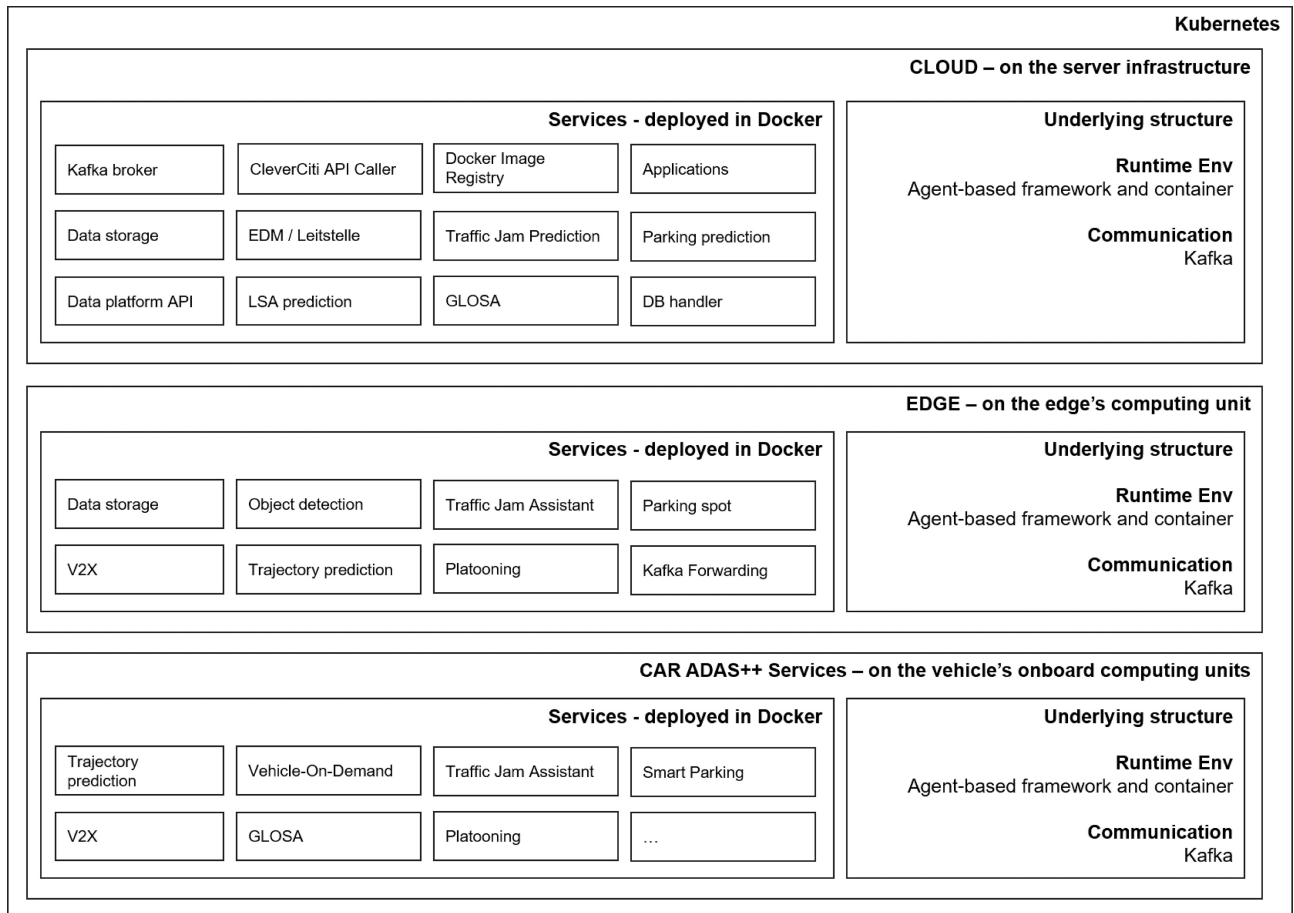 Kubernetes
CLOUD – on the server infrastructure
Services - deployed in Docker
Kafka broker
CleverCiti API Caller
Docker Image
Registry
Applications
Data storage
EDM / Leitstelle
Traffic Jam Prediction
Parking prediction
Data platform API
LSA prediction
GLOSA
DB handler
Underlying structure
Runtime Env
Agent-based framework and container
Communication
Kafka
EDGE – on the edge’s computing unit
Services - deployed in Docker
Data storage
Object detection
Traffic Jam Assistant
Parking spot
V2X
Trajectory prediction
Platooning
Kafka Forwarding
Underlying structure
Runtime Env
Agent-based framework and container
Communication
Kafka
CAR ADAS++ Services – on the vehicle’s onboard computing units
Services - deployed in Docker
Trajectory
prediction
Vehicle-On-Demand
Traffic Jam Assistant
Smart Parking
V2X
GLOSA
Platooning
…
Underlying structure
Runtime Env
Agent-based framework and container
Communication
Kafka